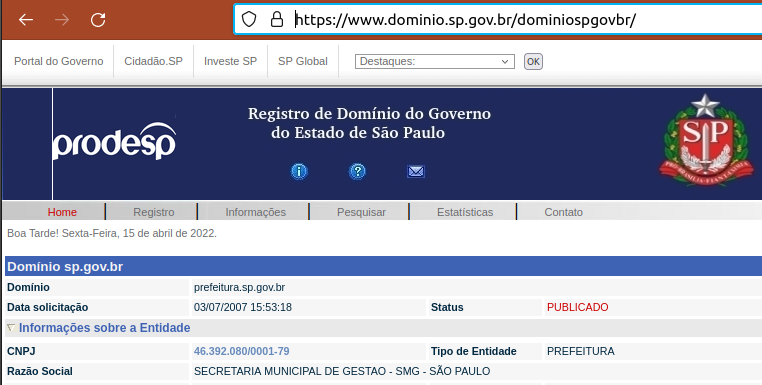 https://www.dominio.sp.gov.br/dominiospgovbr/
Portal do Governo Cidadão.SP Investe SP SP Global Destaques: OK
prodesp
Registro de Domínio do Governo
do Estado de São Paulo
SP
PRO·BRASILIA·FIANT·EXIMIA
Home Registro Informações Pesquisar Estatísticas Contato
Boa Tarde! Sexta-Feira, 15 de abril de 2022.
Domínio sp.gov.br
Domínio prefeitura.sp.gov.br
Data solicitação 03/07/2007 15:53:18 Status PUBLICADO
Informações sobre a Entidade
CNPJ 46.392.080/0001-79 Tipo de Entidade PREFEITURA
Razão Social SECRETARIA MUNICIPAL DE GESTAO - SMG - SÃO PAULO